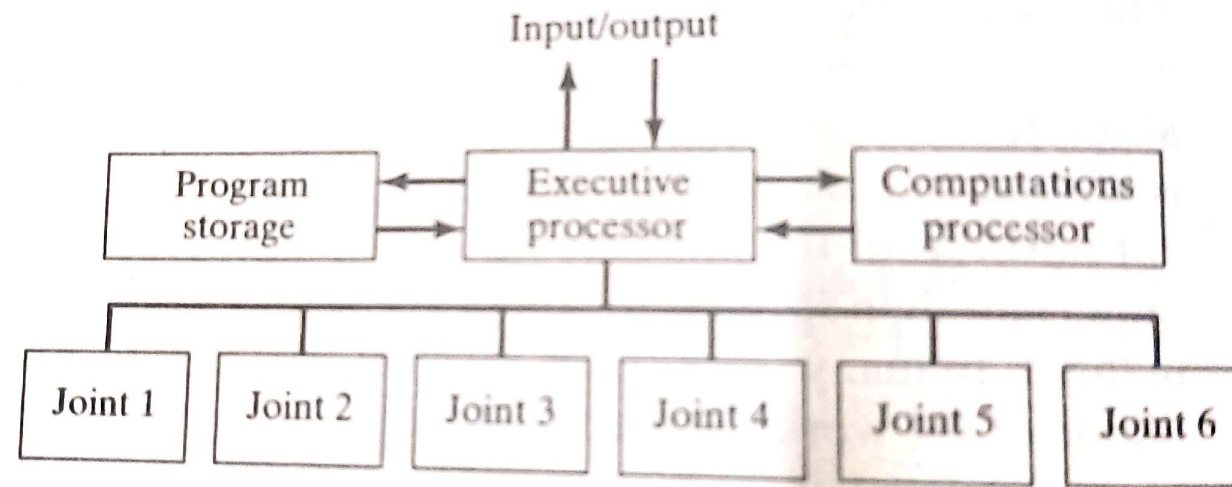 Input/output
Program
storage
Executive
processor
Computations
processor
Joint 1
Joint 2
Joint 3
Joint 4
Joint 5
Joint 6